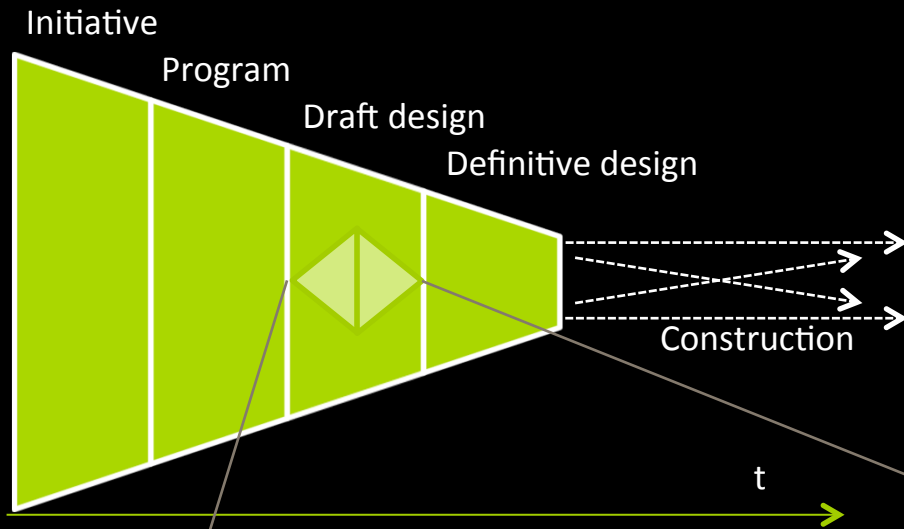 Initiative
Program
Draft design
Definitive design
Construction
t